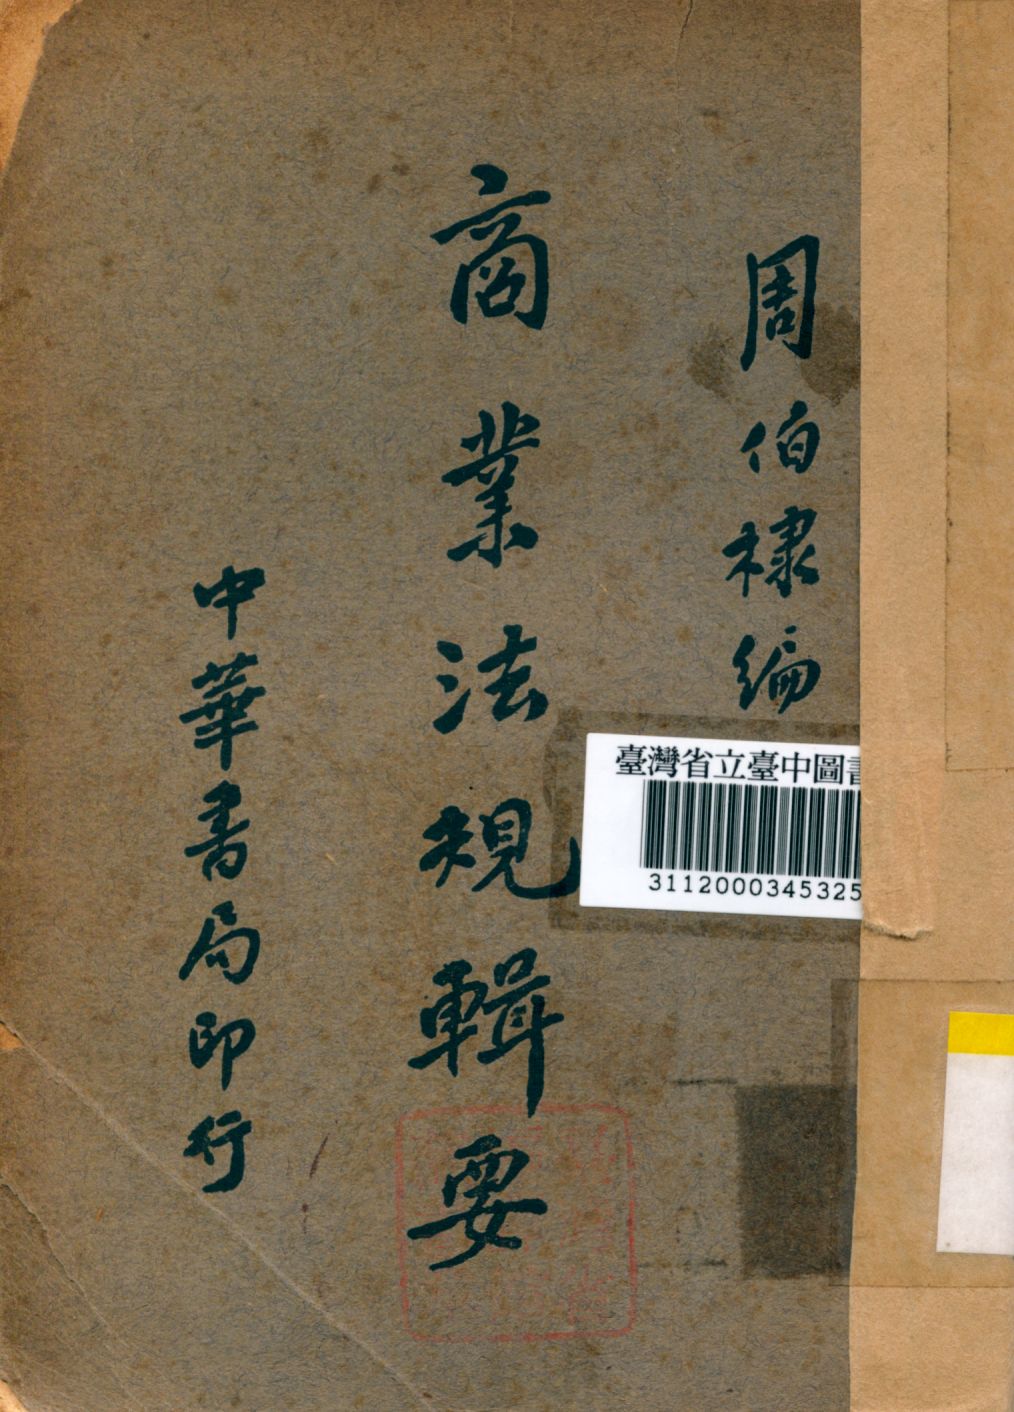 周伯棣編
商業法規輯要
中華書局印行
臺灣省立臺中圖書
3112000345325